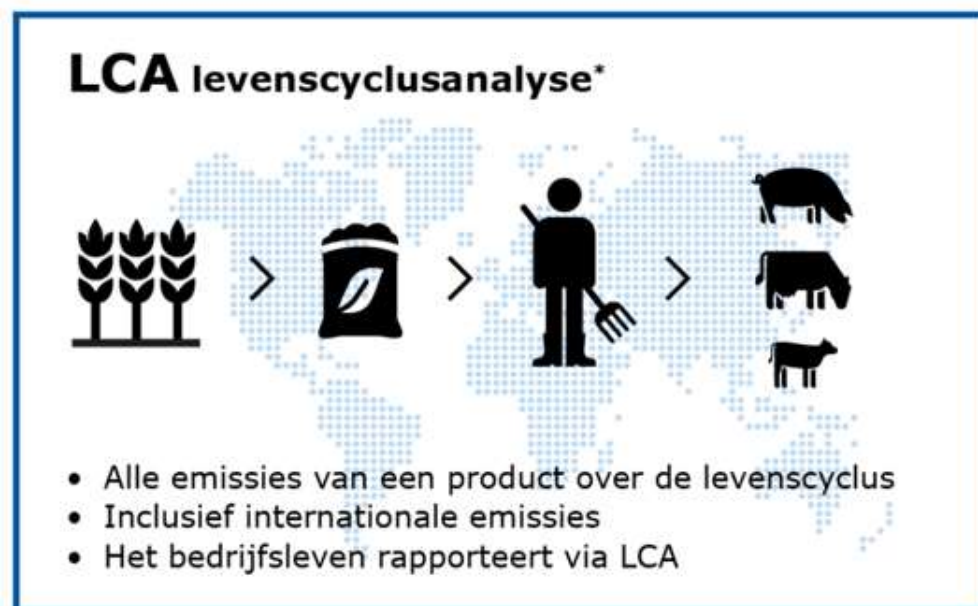 LCA levenscyclusanalyse*
• Alle emissies van een product over de levenscyclus
• Inclusief internationale emissies
• Het bedrijfsleven rapporteert via LCA